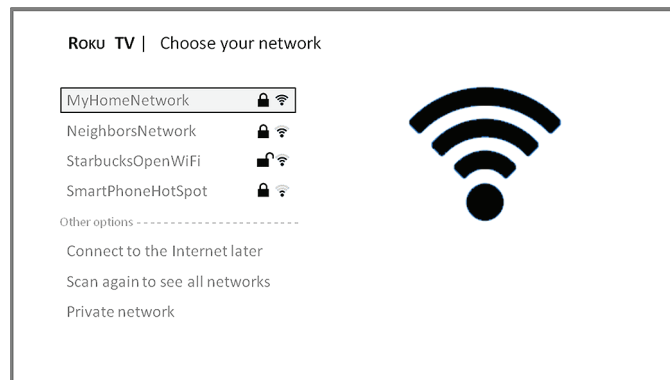 ROKU TV | Choose your network
MyHomeNetwork
NeighborsNetwork
StarbucksOpenWiFi
SmartPhoneHotSpot
Other options
Connect to the Internet later
Scan again to see all networks
Private network